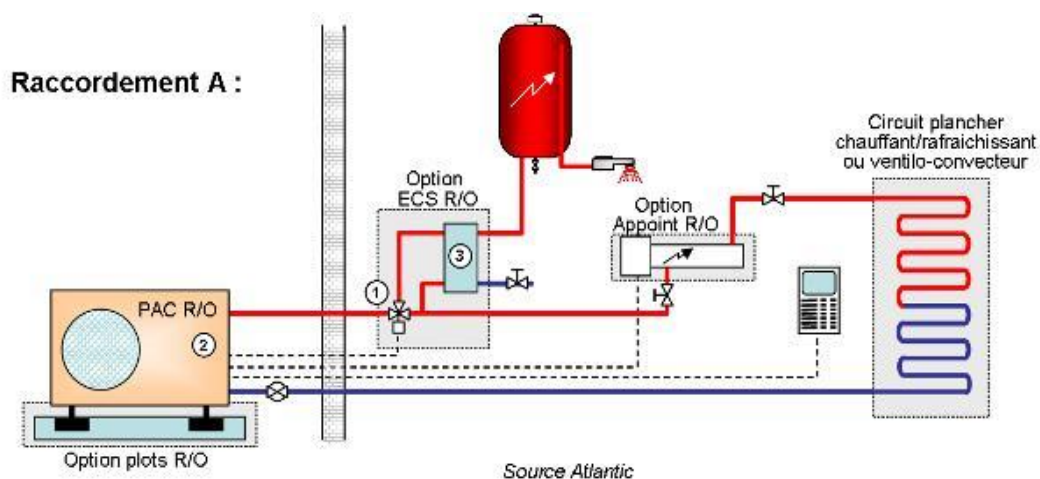 Raccordement A :
Circuit plancher
chauffant/rafraichissant
ou ventilo-convecteur
Option
ECS R/O
Option
Appoint R/O
3
1
PAC R/O
2
Option plots R/O
Source Atlantic